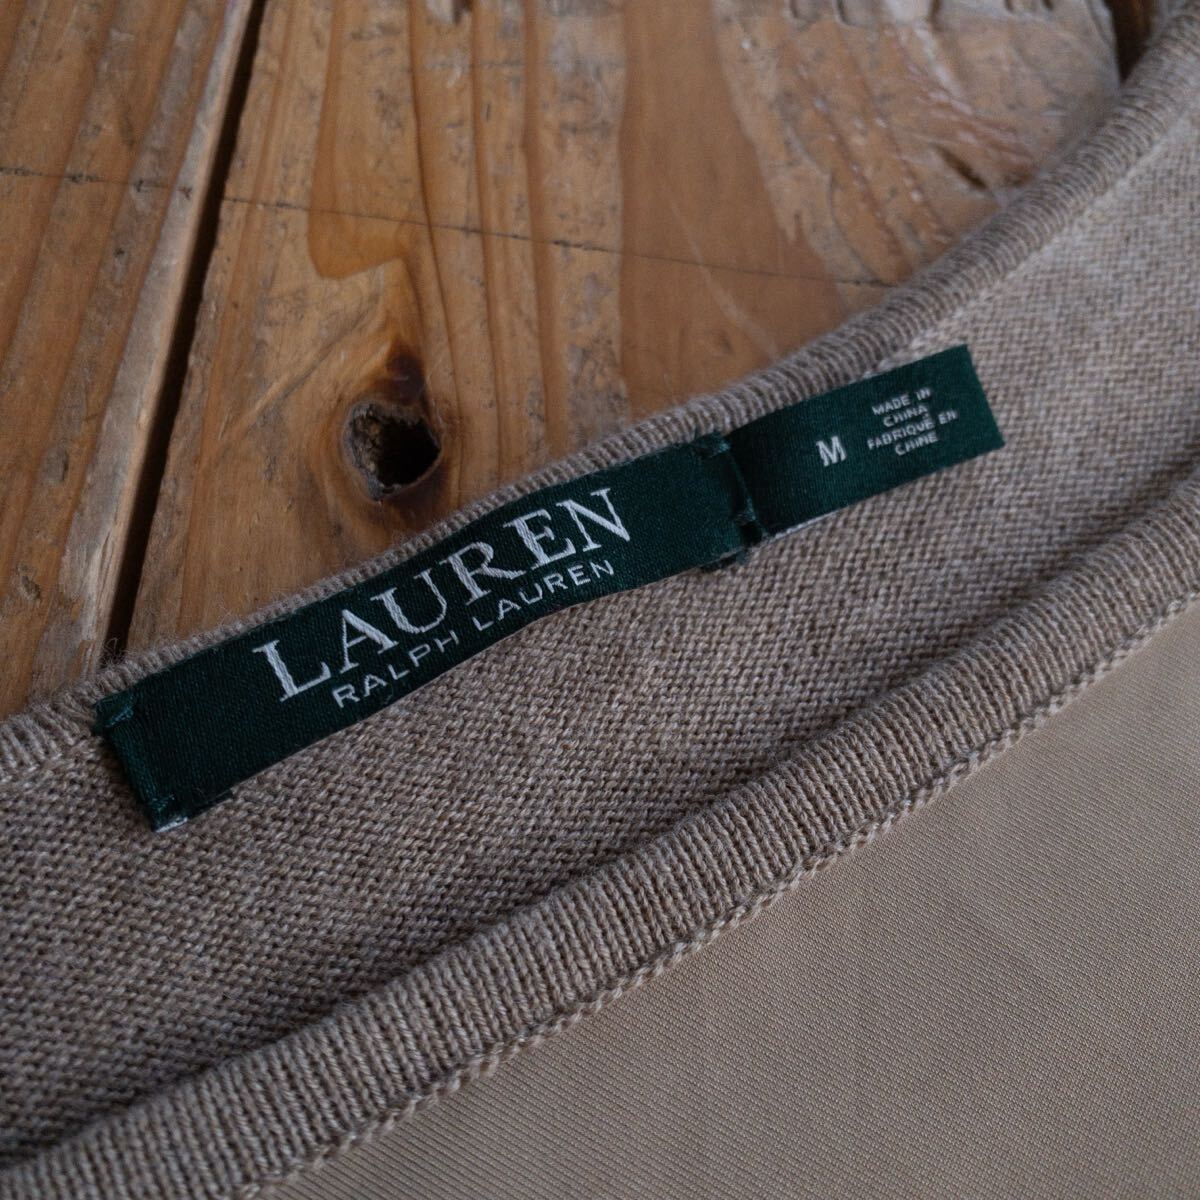 LAUREN
RALPH LAUREN
M
MADE IN
CHINA
FABRIQUÉ EN
CHINE